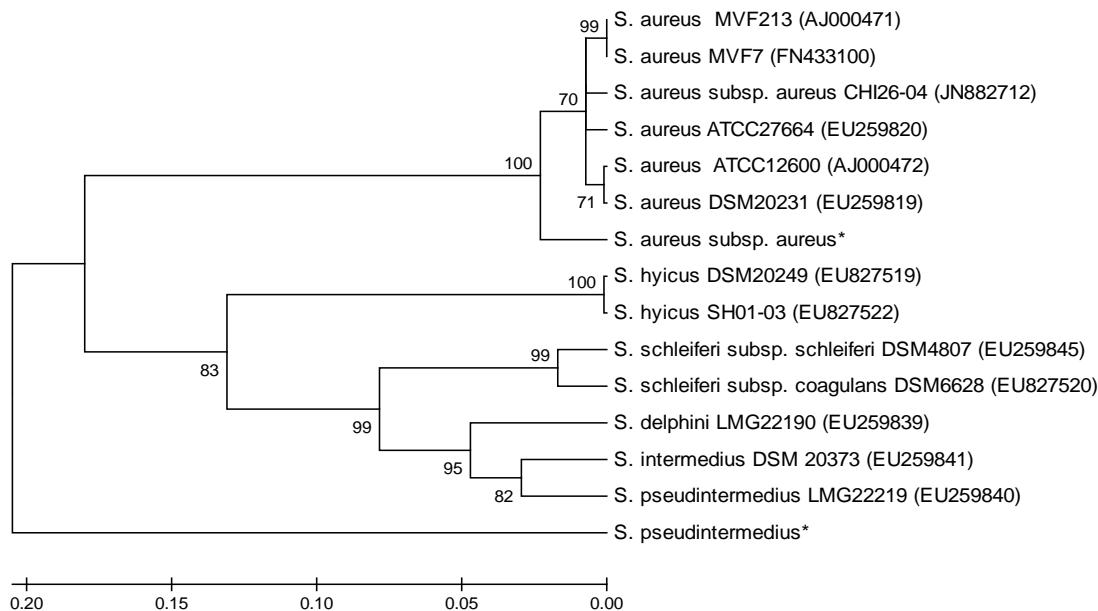 99
S. aureus MVF213 (AJ000471)
S. aureus MVF7 (FN433100)
S. aureus subsp. aureus CHI26-04 (JN882712)
70
S. aureus ATCC27664 (EU259820)
S. aureus ATCC12600 (AJ000472)
100
71
S. aureus DSM20231 (EU259819)
S. aureus subsp. aureus*
S. hyicus DSM20249 (EU827519)
100
S. hyicus SH01-03 (EU827522)
S. schleiferi subsp. schleiferi DSM4807 (EU259845)
99
83
S. schleiferi subsp. coagulans DSM6628 (EU827520)
S. delphini LMG22190 (EU259839)
99
S. intermedius DSM 20373 (EU259841)
95
S. pseudintermedius LMG22219 (EU259840)
82
S. pseudintermedius*
0.20 0.15 0.10 0.05 0.00